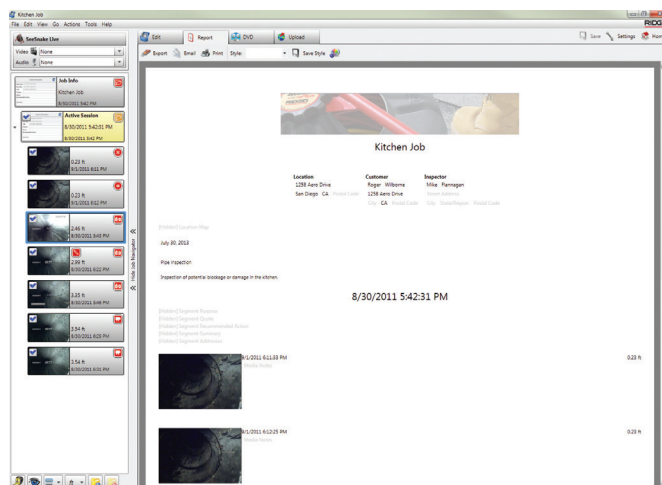 Kitchen Job
File Edit View Go Actions Tools Help
RIDG
SeeSnake Live
Video None
Audio None
Edit Report DVD Upload
Save Settings Hom
Export Email Print Style: Save Style
Job Info
Kitchen Job
8/30/2011 5:42 PM
Active Session
8/30/2011 5:42:31 PM
8/30/2011 5:42 PM
0.23 ft
9/1/2011 6:11 PM
0.23 ft
9/1/2011 6:12 PM
2.46 ft
8/30/2011 5:43 PM
2.99 ft
8/30/2011 6:22 PM
3.25 ft
8/30/2011 5:49 PM
3.54 ft
8/30/2011 6:29 PM
3.54 ft
8/30/2011 6:31 PM
Hide Job Navigator
Kitchen Job
Location Customer Inspector
1258 Aero Drive Roger Wilborne Mike Flannagan
San Diego CA Postal Code 1258 Aero Drive Street Address
City CA Postal Code City State/Region Postal Code
[Hidden] Location Map
July 30, 2013
Pipe Inspection
Inspection of potential blockage or damage in the kitchen.
8/30/2011 5:42:31 PM
[Hidden] Segment Purpose
[Hidden] Segment Quote
[Hidden] Segment Recommended Action
[Hidden] Segment Summary
[Hidden] Segment Addresses
9/1/2011 6:11:33 PM 0.23 ft
Media Notes
9/1/2011 6:12:25 PM 0.23 ft
Media Notes
ft